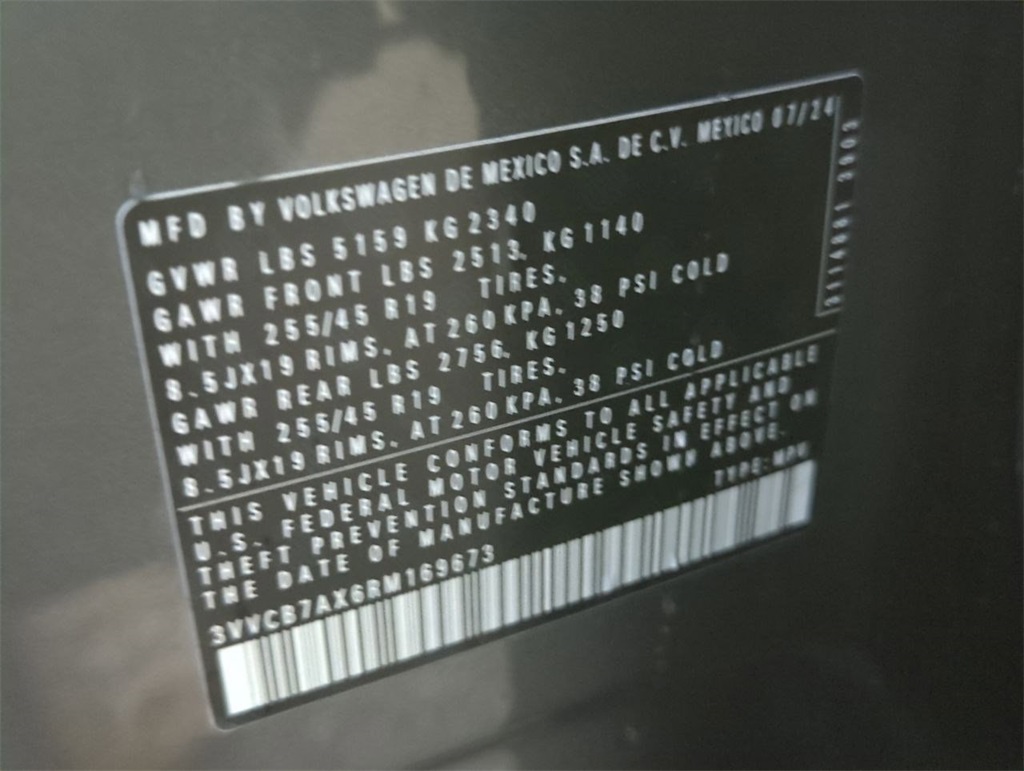 MFD BY VOLKSWAGEN DE MEXICO S.A. DE C.V. MEXICO 07/24
GVWR LBS 5159 KG 2340
GAWR FRONT LBS 2513, KG 1140
WITH 255/45 R19 TIRES.
8.5JX19 RIMS. AT 260 KPA. 38 PSI COLD
GAWR REAR LBS 2756, KG 1250
WITH 255/45 R19 TIRES.
8.5JX19 RIMS. AT 260 KPA. 38 PSI COLD
THIS VEHICLE CONFORMS TO ALL APPLICABLE
U.S. FEDERAL MOTOR VEHICLE SAFETY AND
THEFT PREVENTION STANDARDS IN EFFECT ON
THE DATE OF MANUFACTURE SHOWN ABOVE.
TYPE: MPV
3VVCB7AX6RM169673